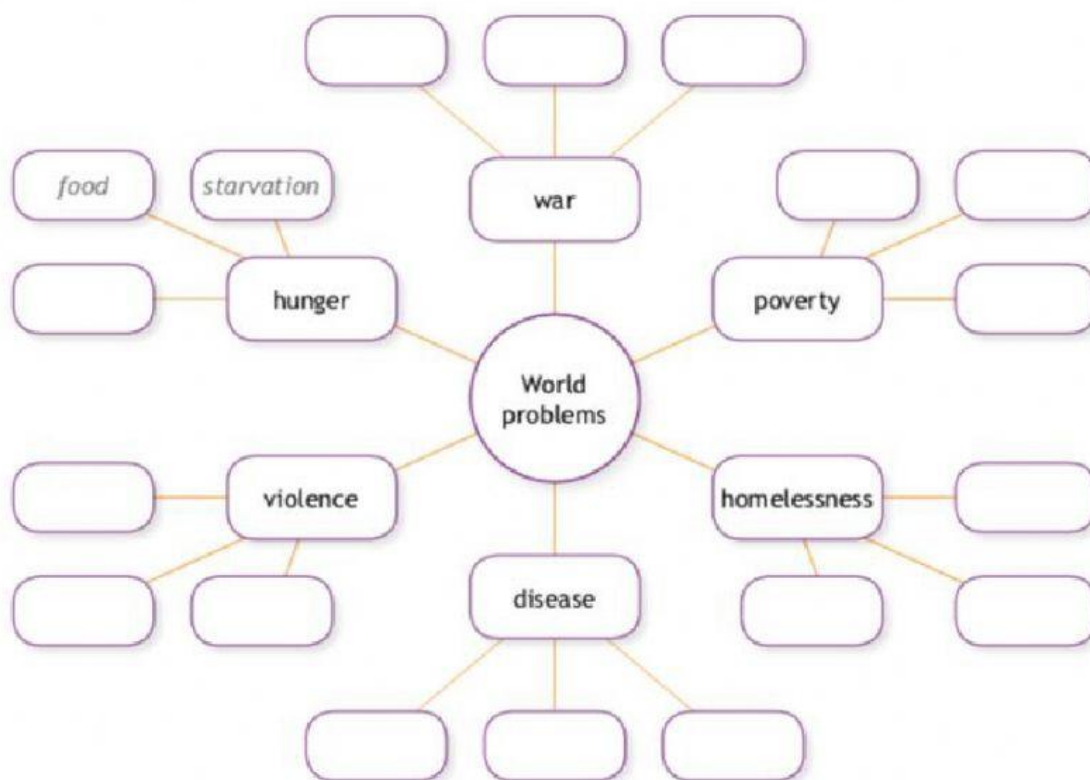 war
food
starvation
hunger
poverty
World
problems
violence
homelessness
disease